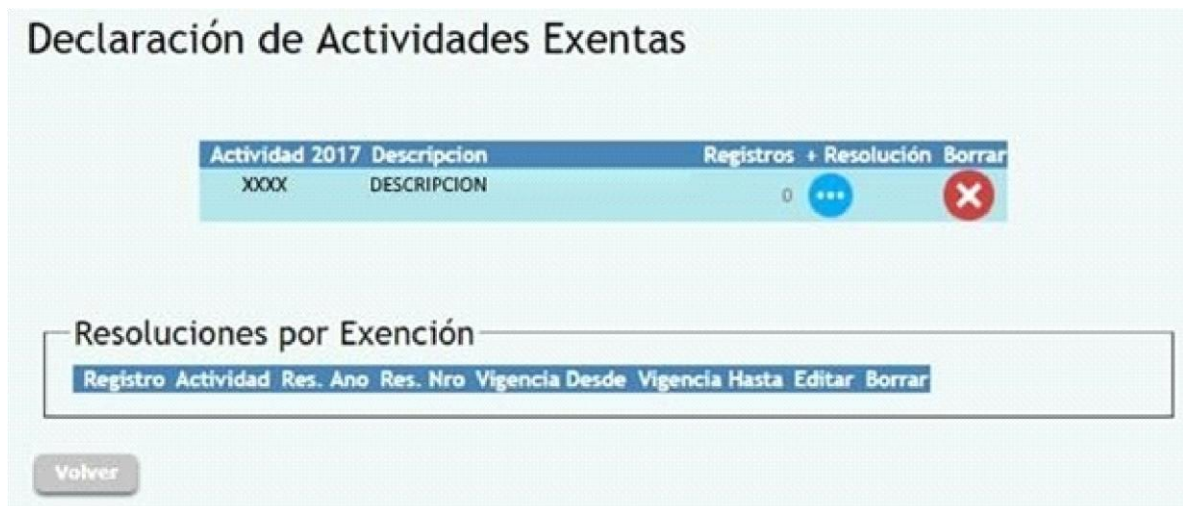 Declaración de Actividades Exentas
Actividad 2017 Descripcion Registros + Resolución Borrar
XXXX DESCRIPCION 0
Resoluciones por Exención
Registro Actividad Res. Ano Res. Nro Vigencia Desde Vigencia Hasta Editar Borrar
Volver